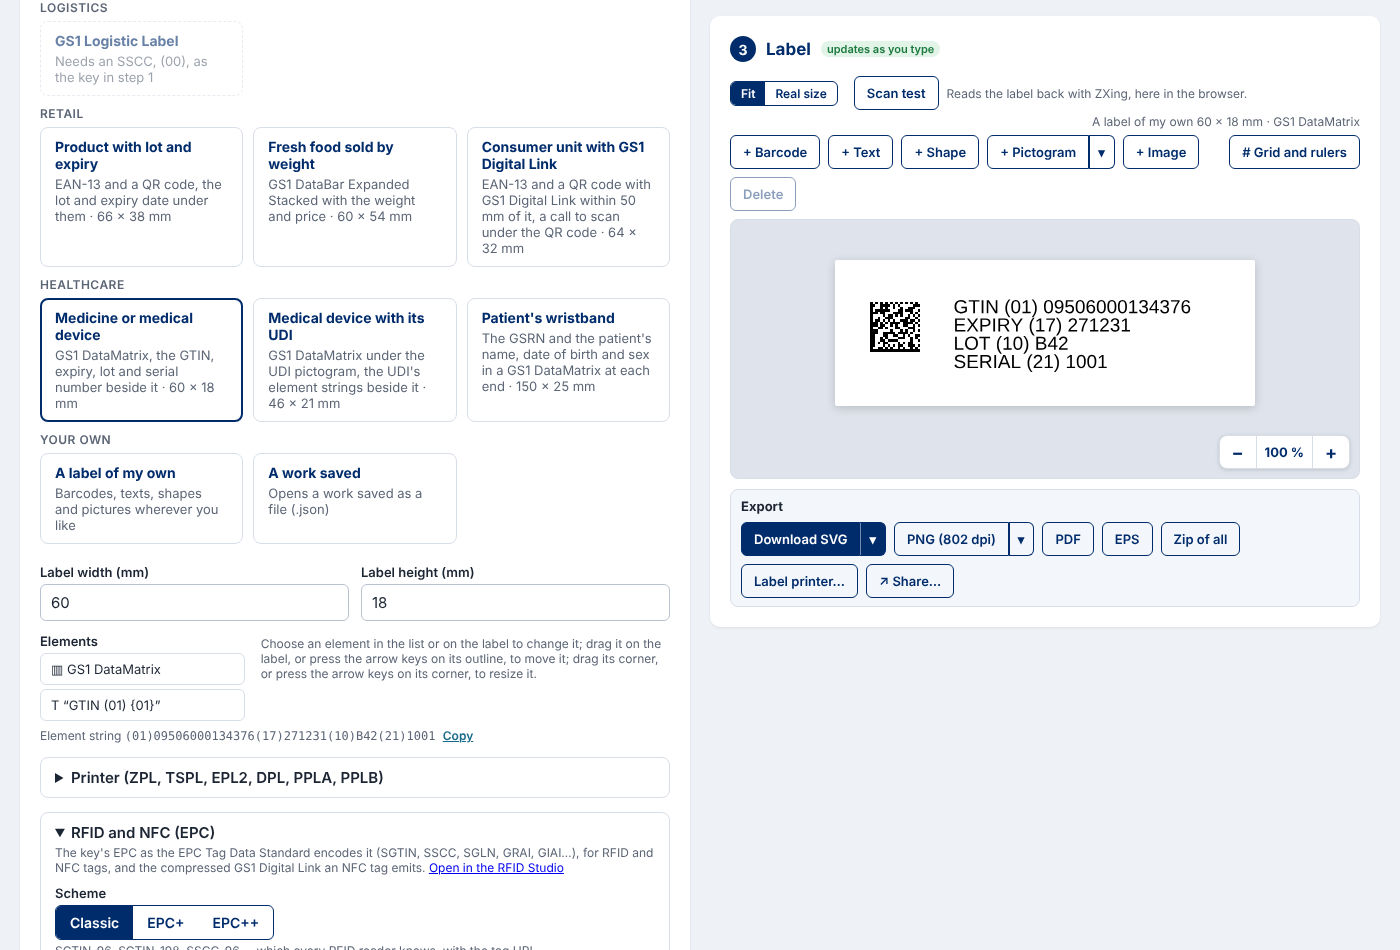 LOGISTICS
GS1 Logistic Label
Needs an SSCC, (00), as
the key in step 1
RETAIL
Product with lot and
expiry
EAN-13 and a QR code, the
lot and expiry date under
them · 66 × 38 mm
Fresh food sold by
weight
GS1 DataBar Expanded
Stacked with the weight
and price · 60 × 54 mm
Consumer unit with GS1
Digital Link
EAN-13 and a QR code with
GS1 Digital Link within 50
mm of it, a call to scan
under the QR code · 64 ×
32 mm
HEALTHCARE
Medicine or medical
device
GS1 DataMatrix, the GTIN,
expiry, lot and serial
number beside it · 60 × 18
mm
Medical device with its
UDI
GS1 DataMatrix under the
UDI pictogram, the UDI's
element strings beside it ·
46 × 21 mm
Patient's wristband
The GSRN and the patient's
name, date of birth and sex
in a GS1 DataMatrix at each
end · 150 × 25 mm
YOUR OWN
A label of my own
Barcodes, texts, shapes
and pictures wherever you
like
A work saved
Opens a work saved as a
file (.json)
Label width (mm)
60
Label height (mm)
18
Elements
▥ GS1 DataMatrix
T “GTIN (01) {01}”
Choose an element in the list or on the label to change it; drag it on the
label, or press the arrow keys on its outline, to move it; drag its corner,
or press the arrow keys on its corner, to resize it.
Element string (01)09506000134376(17)271231(10)B42(21)1001 Copy
▶ Printer (ZPL, TSPL, EPL2, DPL, PPLA, PPLB)
▼ RFID and NFC (EPC)
The key's EPC as the EPC Tag Data Standard encodes it (SGTIN, SSCC, SGLN, GRAI, GIAI…), for RFID and
NFC tags, and the compressed GS1 Digital Link an NFC tag emits. Open in the RFID Studio
Scheme
Classic EPC+ EPC++
3 Label updates as you type
Fit Real size Scan test Reads the label back with ZXing, here in the browser.
A label of my own 60 × 18 mm · GS1 DataMatrix
+ Barcode + Text + Shape + Pictogram ▼ + Image # Grid and rulers
Delete
GTIN (01) 09506000134376
EXPIRY (17) 271231
LOT (10) B42
SERIAL (21) 1001
− 100 % +
Export
Download SVG ▼ PNG (802 dpi) ▼ PDF EPS Zip of all
Label printer… ↗ Share…